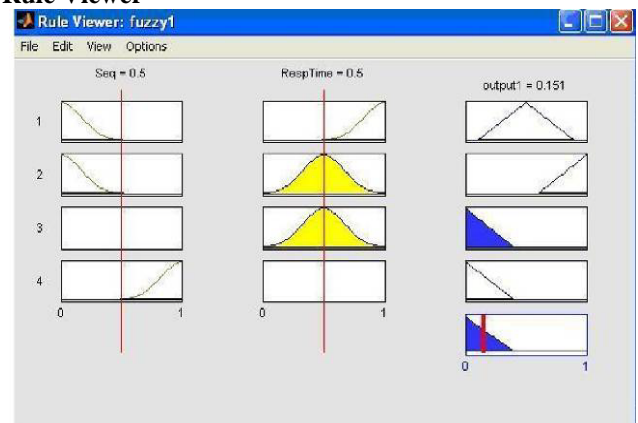 Rule Viewer
Rule Viewer: fuzzy1
File Edit View Options
Seq = 0.5 RespTime = 0.5 output1 = 0.151
1
2
3
4
0 1 0 1
0 1